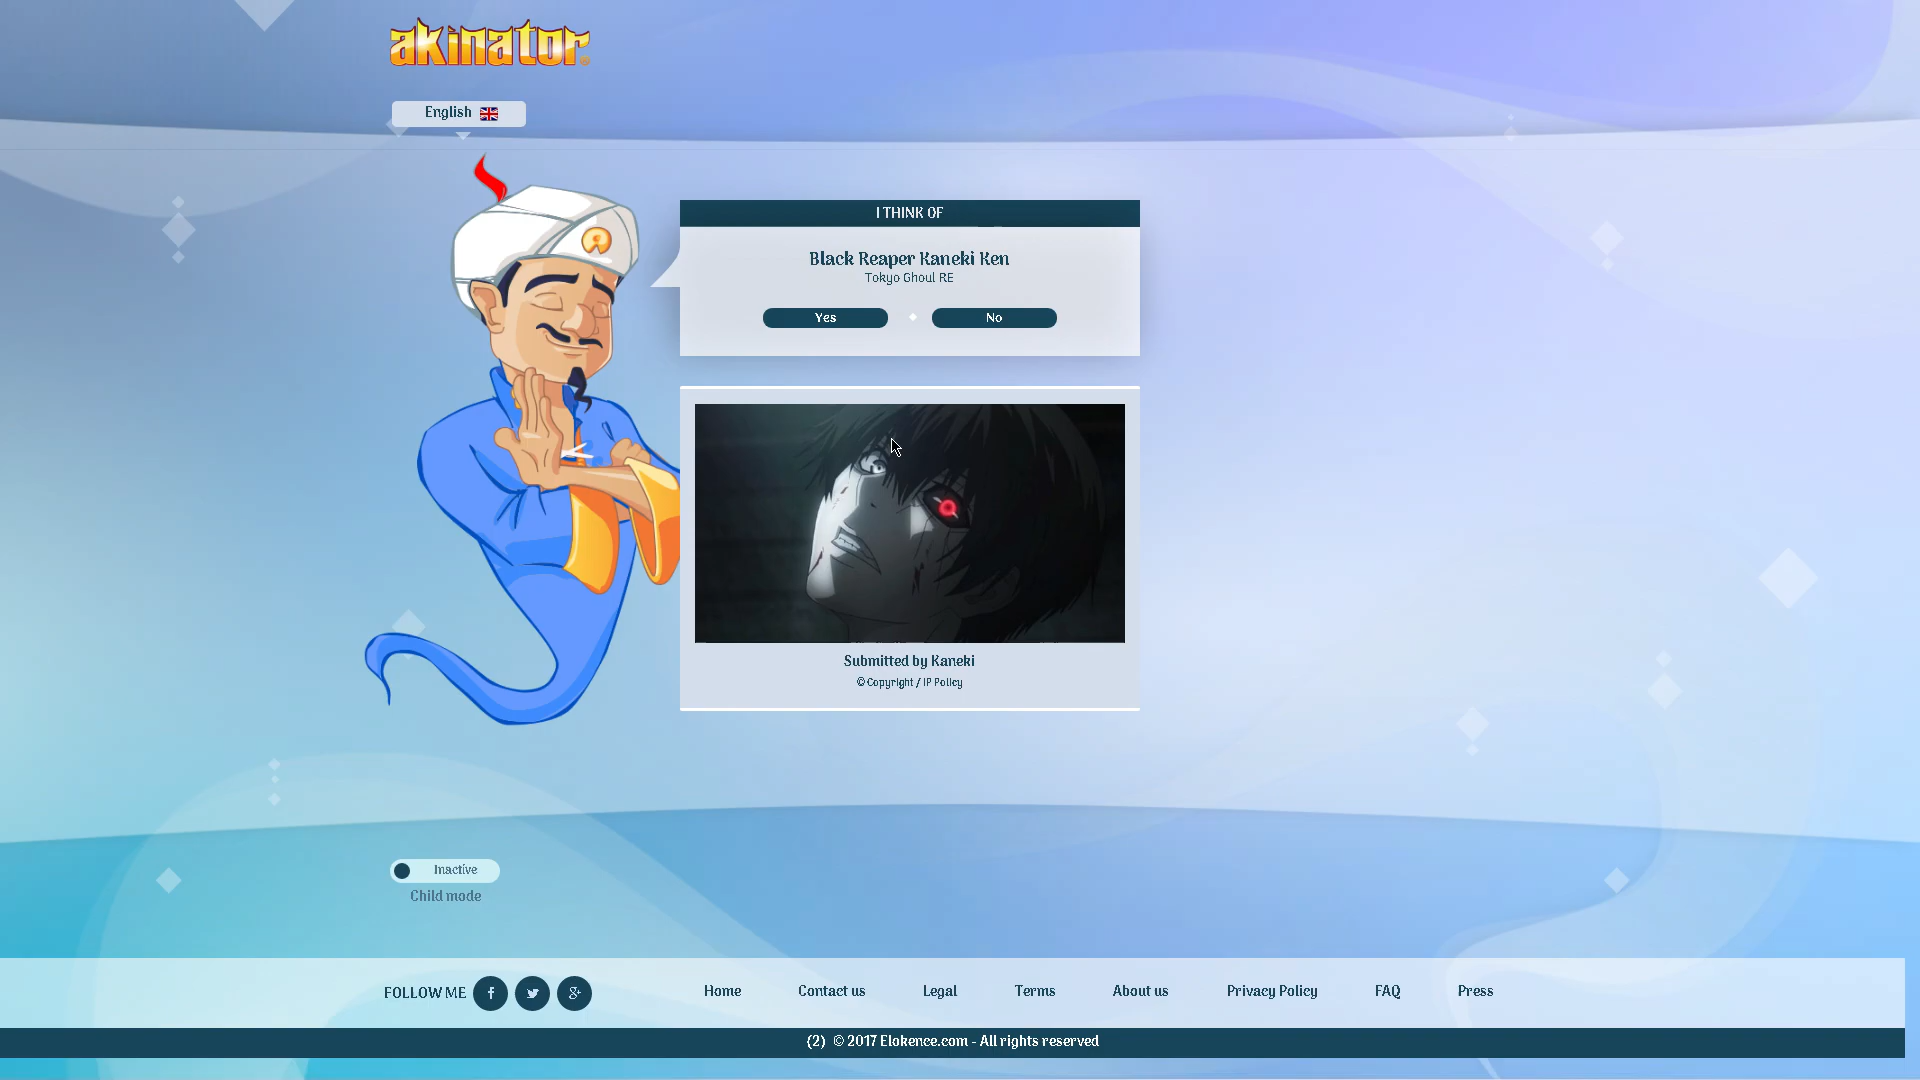 akinator
English
I THINK OF
Black Reaper Kaneki Ken
Tokyo Ghoul RE
Yes
No
Submitted by Kaneki
© Copyright / IP Policy
Inactive
Child mode
FOLLOW ME
Home
Contact us
Legal
Terms
About us
Privacy Policy
FAQ
Press
(2) © 2017 Elokence.com - All rights reserved